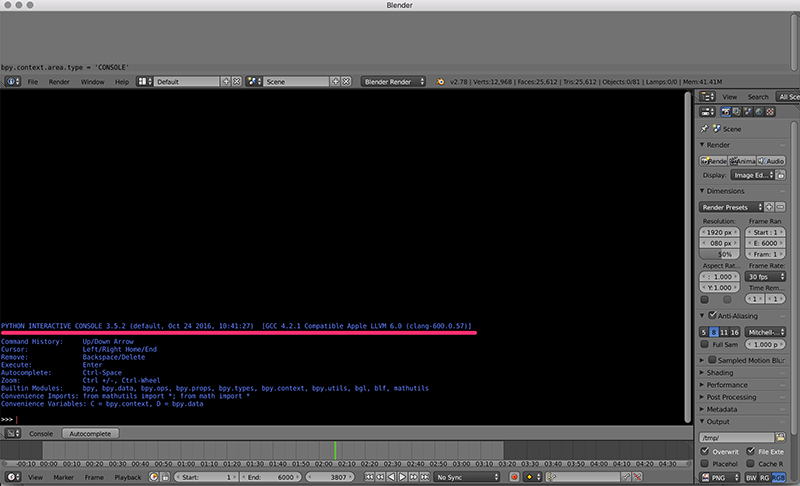 Blender
bpy.context.area.type = 'CONSOLE'
File Render Window Help Default Scene Blender Render v2.78 | Verts:12,968 | Faces:25,612 | Tris:25,612 | Objects:0/81 | Lamps:0/0 | Mem:41.41M
View Search All Sce
Scene
Render
Rende Anima Audio
Display: Image Ed...
Dimensions
Render Presets
Resolution: Frame Ran
1920 px Start : 1
080 px E: 6000
50% Fram: 1
Aspect Rat... Frame Rate:
: 1.000 30 fps
Y:1.000 Time Rem...
1 1
Anti-Aliasing
5 8 11 16 Mitchell-...
Full Sam 1.000 p
Sampled Motion Blur
Shading
Performance
Post Processing
Metadata
Output
/tmp/
Overwrit File Exte
Placehol Cache R
PNG BW RG RGB
PYTHON INTERACTIVE CONSOLE 3.5.2 (default, Oct 24 2016, 10:41:27) [GCC 4.2.1 Compatible Apple LLVM 6.0 (clang-600.0.57)]
Command History: Up/Down Arrow
Cursor: Left/Right Home/End
Remove: Backspace/Delete
Execute: Enter
Autocomplete: Ctrl-Space
Zoom: Ctrl +/-, Ctrl-Wheel
Builtin Modules: bpy, bpy.data, bpy.ops, bpy.props, bpy.types, bpy.context, bpy.utils, bgl, blf, mathutils
Convenience Imports: from mathutils import *; from math import *
Convenience Variables: C = bpy.context, D = bpy.data
>>>
Console Autocomplete
-00:10 00:00 00:10 00:20 00:30 00:40 00:50 01:00 01:10 01:20 01:30 01:40 01:50 02:00 02:10 02:20 02:30 02:40 02:50 03:00 03:10 03:20 03:30 03:40 03:50 04:00 04:10 04:20 04:30
View Marker Frame Playback Start: 1 End: 6000 3807 No Sync